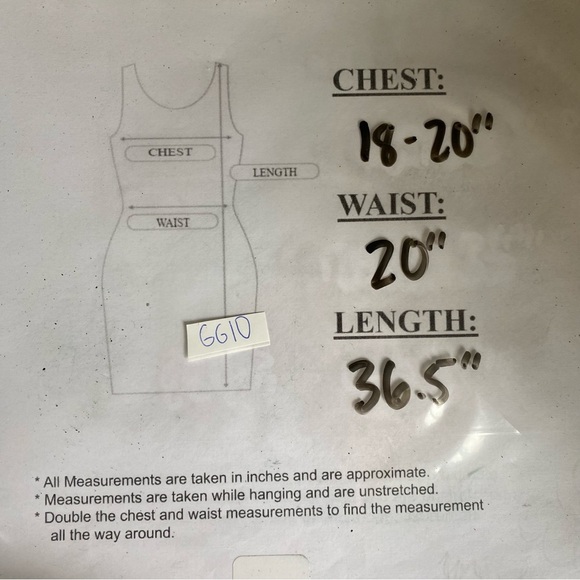 CHEST:
18-20"
CHEST
LENGTH
WAIST:
WAIST
20"
GG10
LENGTH:
36.5"
* All Measurements are taken in inches and are approximate.
* Measurements are taken while hanging and are unstretched.
* Double the chest and waist measurements to find the measurement
all the way around.